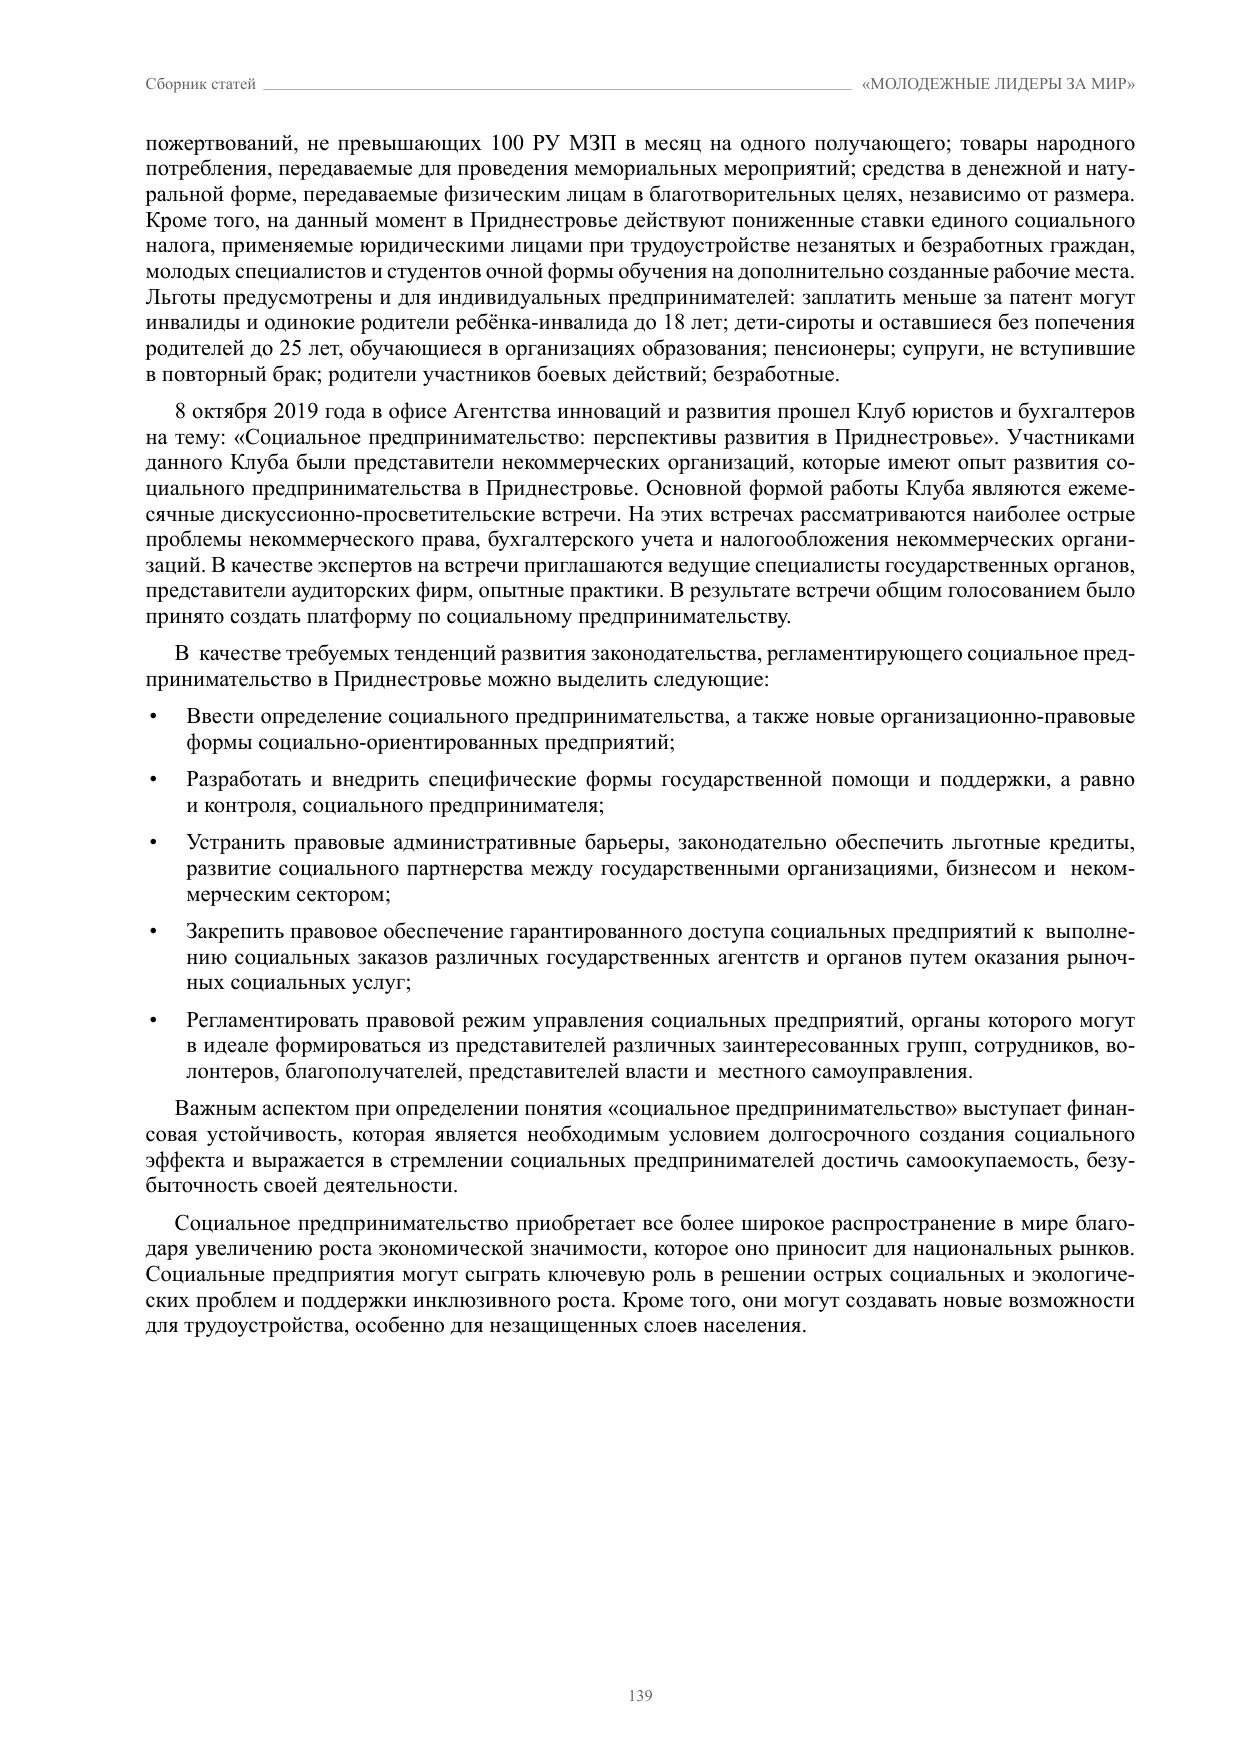 Сборник статей «МОЛОДЕЖНЫЕ ЛИДЕРЫ ЗА МИР»
пожертвований, не превышающих 100 РУ МЗП в месяц на одного получающего; товары народного
потребления, передаваемые для проведения мемориальных мероприятий; средства в денежной и нату-
ральной форме, передаваемые физическим лицам в благотворительных целях, независимо от размера.
Кроме того, на данный момент в Приднестровье действуют пониженные ставки единого социального
налога, применяемые юридическими лицами при трудоустройстве незанятых и безработных граждан,
молодых специалистов и студентов очной формы обучения на дополнительно созданные рабочие места.
Льготы предусмотрены и для индивидуальных предпринимателей: заплатить меньше за патент могут
инвалиды и одинокие родители ребёнка-инвалида до 18 лет; дети-сироты и оставшиеся без попечения
родителей до 25 лет, обучающиеся в организациях образования; пенсионеры; супруги, не вступившие
в повторный брак; родители участников боевых действий; безработные.
8 октября 2019 года в офисе Агентства инноваций и развития прошел Клуб юристов и бухгалтеров
на тему: «Социальное предпринимательство: перспективы развития в Приднестровье». Участниками
данного Клуба были представители некоммерческих организаций, которые имеют опыт развития со-
циального предпринимательства в Приднестровье. Основной формой работы Клуба являются ежеме-
сячные дискуссионно-просветительские встречи. На этих встречах рассматриваются наиболее острые
проблемы некоммерческого права, бухгалтерского учета и налогообложения некоммерческих органи-
заций. В качестве экспертов на встречи приглашаются ведущие специалисты государственных органов,
представители аудиторских фирм, опытные практики. В результате встречи общим голосованием было
принято создать платформу по социальному предпринимательству.
В качестве требуемых тенденций развития законодательства, регламентирующего социальное пред-
принимательство в Приднестровье можно выделить следующие:
• Ввести определение социального предпринимательства, а также новые организационно-правовые
формы социально-ориентированных предприятий;
• Разработать и внедрить специфические формы государственной помощи и поддержки, а равно
и контроля, социального предпринимателя;
• Устранить правовые административные барьеры, законодательно обеспечить льготные кредиты,
развитие социального партнерства между государственными организациями, бизнесом и неком-
мерческим сектором;
• Закрепить правовое обеспечение гарантированного доступа социальных предприятий к выполне-
нию социальных заказов различных государственных агентств и органов путем оказания рыноч-
ных социальных услуг;
• Регламентировать правовой режим управления социальных предприятий, органы которого могут
в идеале формироваться из представителей различных заинтересованных групп, сотрудников, во-
лонтеров, благополучателей, представителей власти и местного самоуправления.
Важным аспектом при определении понятия «социальное предпринимательство» выступает финан-
совая устойчивость, которая является необходимым условием долгосрочного создания социального
эффекта и выражается в стремлении социальных предпринимателей достичь самоокупаемость, безу-
быточность своей деятельности.
Социальное предпринимательство приобретает все более широкое распространение в мире благо-
даря увеличению роста экономической значимости, которое оно приносит для национальных рынков.
Социальные предприятия могут сыграть ключевую роль в решении острых социальных и экологиче-
ских проблем и поддержки инклюзивного роста. Кроме того, они могут создавать новые возможности
для трудоустройства, особенно для незащищенных слоев населения.
139